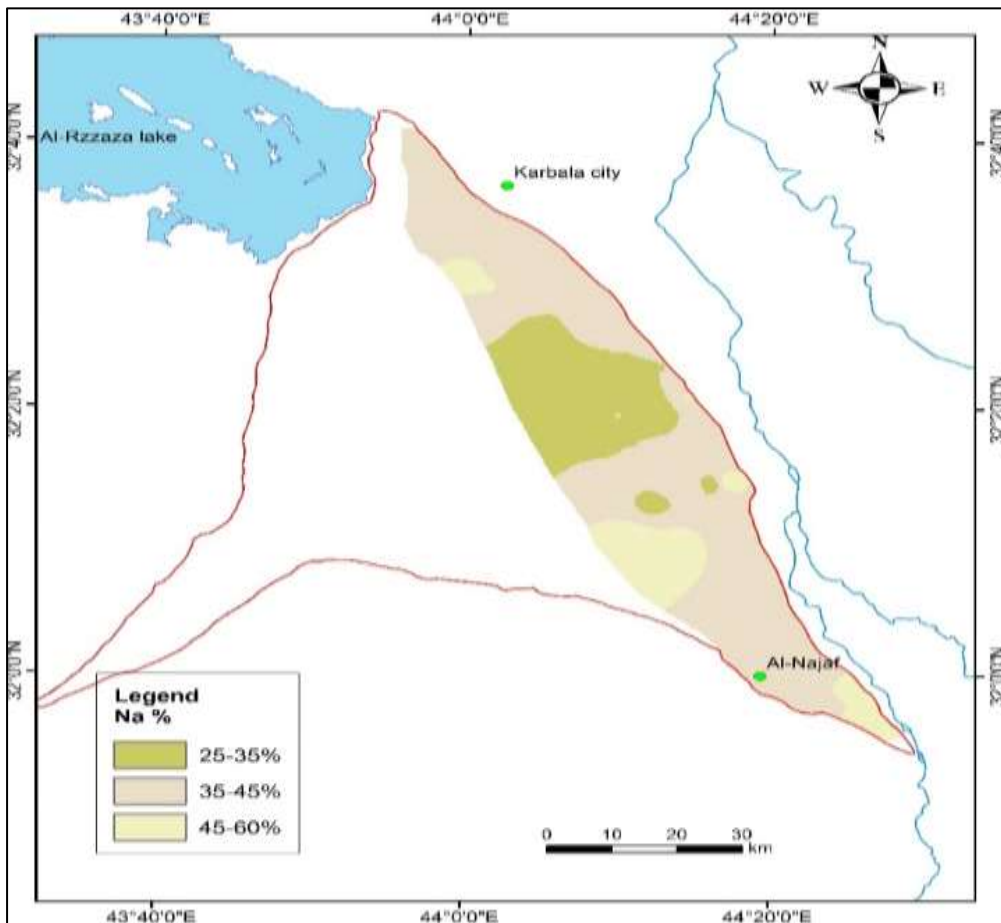 43°40'0"E 44°0'0"E 44°20'0"E
N
W E
S
32°40'0"N 32°40'0"N
Al-Rzzaza lake
Karbala city
32°20'0"N 32°20'0"N
Al-Najaf
32°0'0"N 32°0'0"N
Legend
Na %
25-35%
35-45%
45-60%
0 10 20 30
km
43°40'0"E 44°0'0"E 44°20'0"E